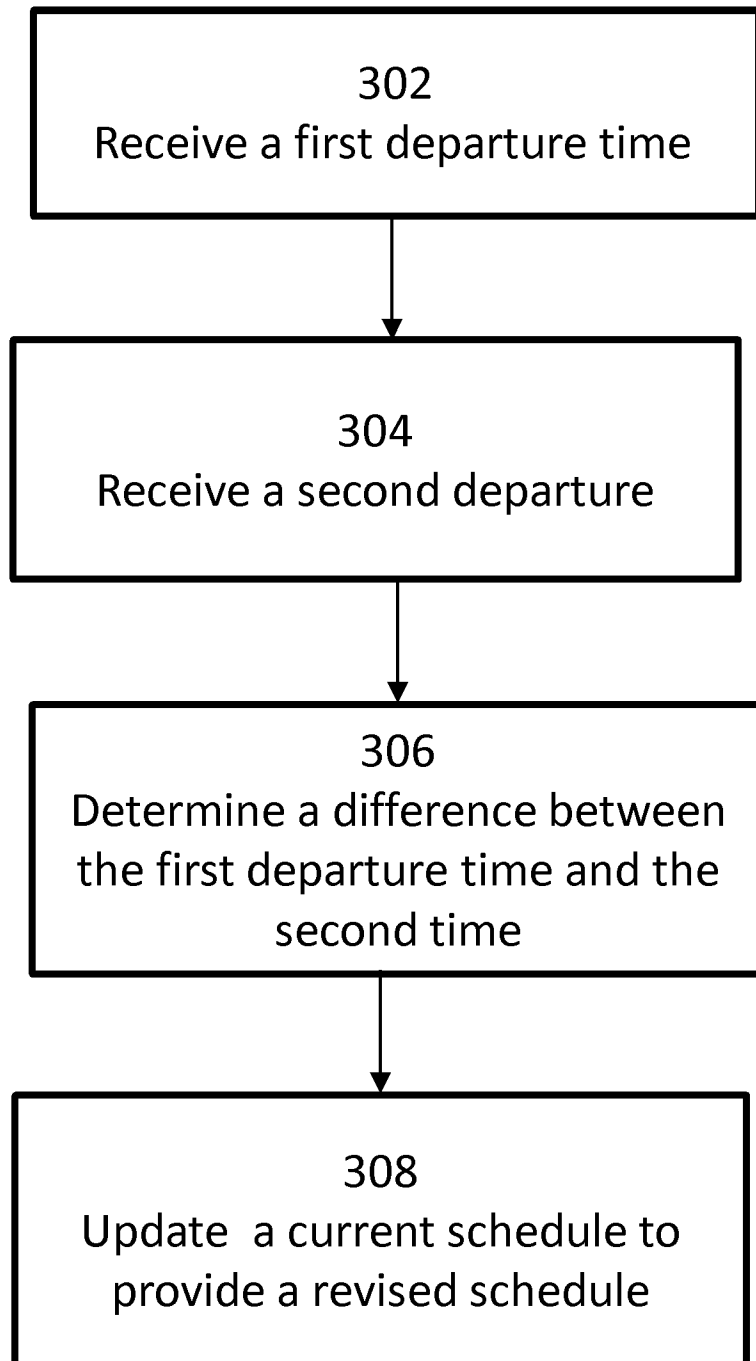 302
Receive a first departure time
304
Receive a second departure
306
Determine a difference between
the first departure time and the
second time
308
Update  a current schedule to
provide a revised schedule